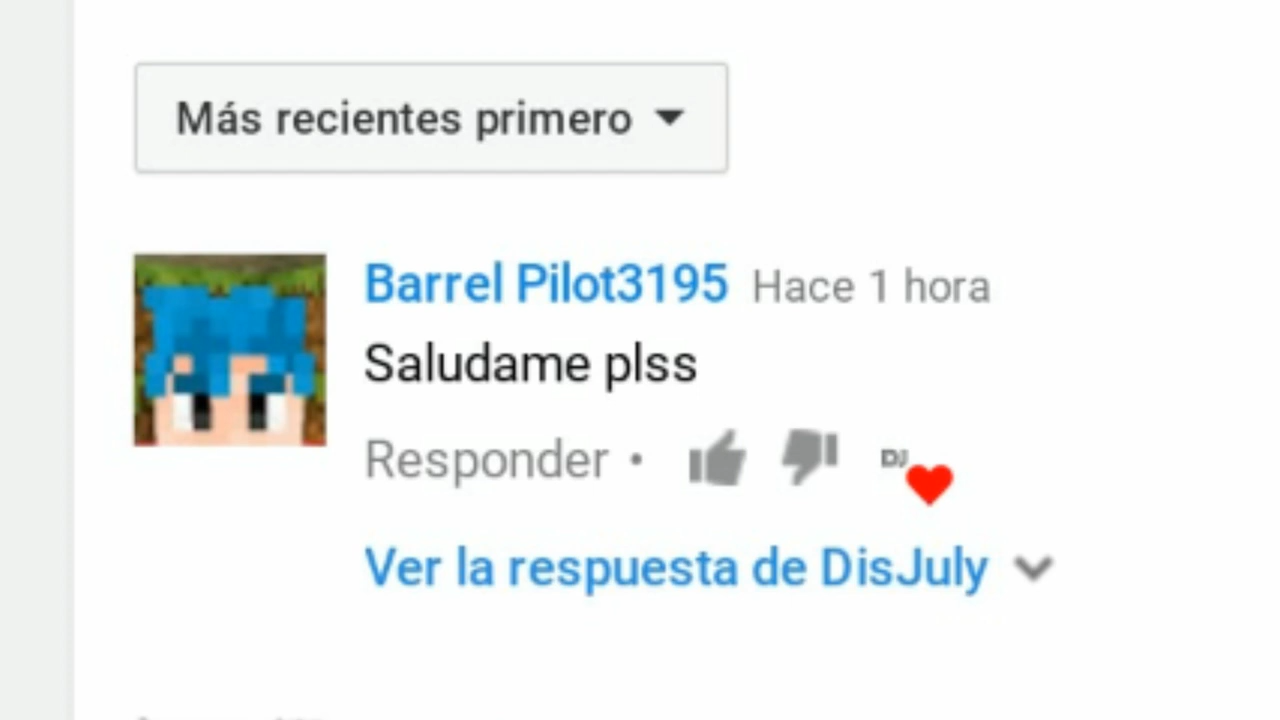 Más recientes primero
Barrel Pilot3195 Hace 1 hora
Saludame plss
Responder •
DJ
Ver la respuesta de DisJuly